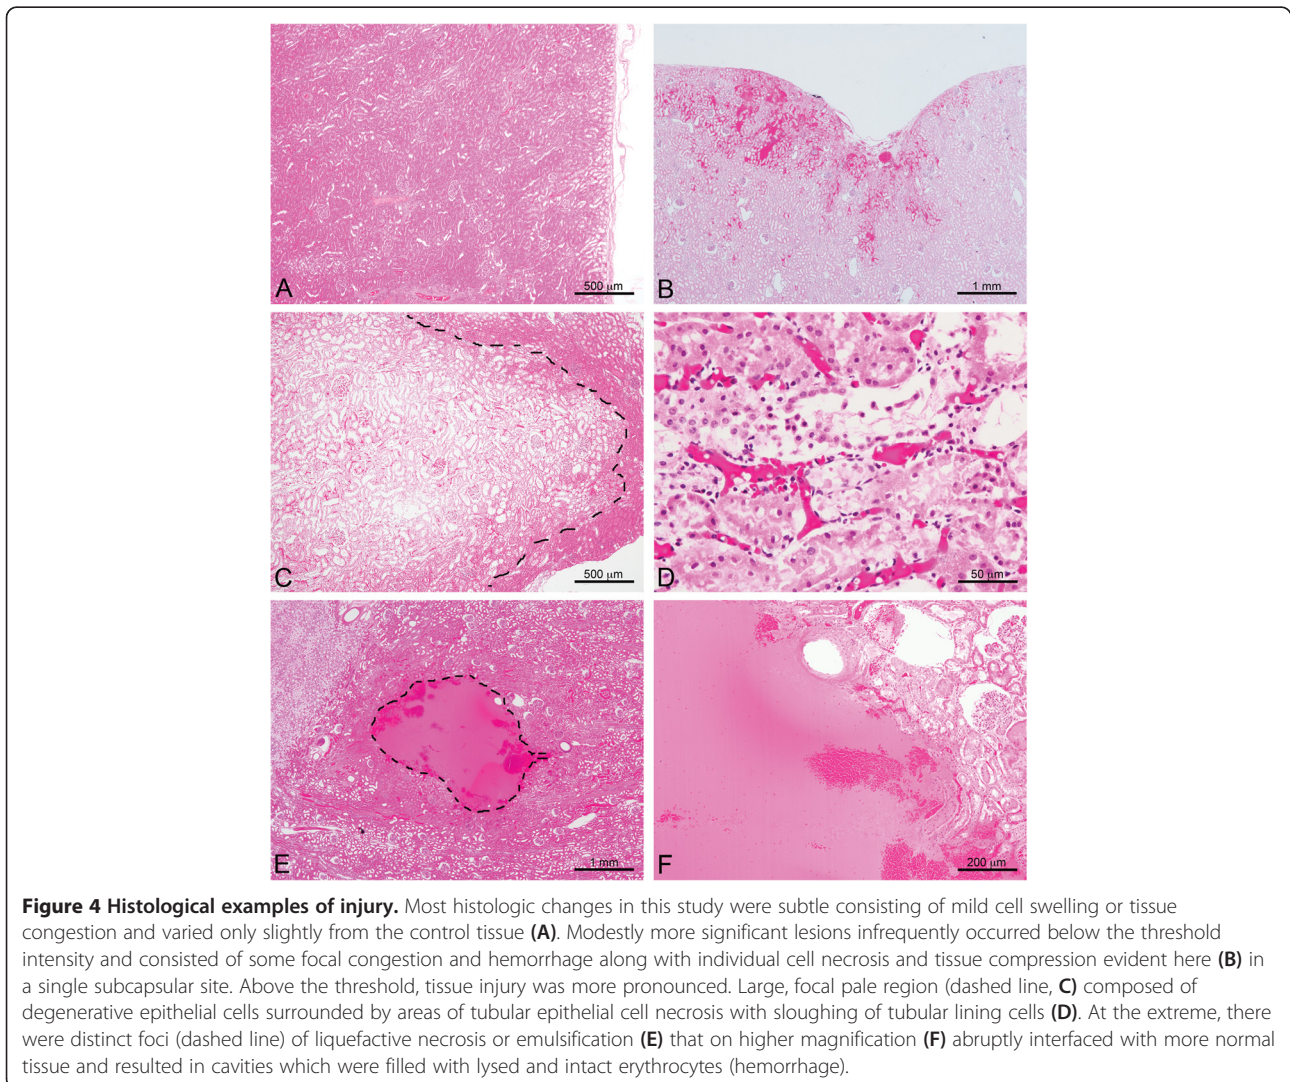 A
500 µm
B
1 mm
C
500 µm
D
50 µm
E
1 mm
F
200 µm
Figure 4 Histological examples of injury. Most histologic changes in this study were subtle consisting of mild cell swelling or tissue
congestion and varied only slightly from the control tissue (A). Modestly more significant lesions infrequently occurred below the threshold
intensity and consisted of some focal congestion and hemorrhage along with individual cell necrosis and tissue compression evident here (B) in
a single subcapsular site. Above the threshold, tissue injury was more pronounced. Large, focal pale region (dashed line, C) composed of
degenerative epithelial cells surrounded by areas of tubular epithelial cell necrosis with sloughing of tubular lining cells (D). At the extreme, there
were distinct foci (dashed line) of liquefactive necrosis or emulsification (E) that on higher magnification (F) abruptly interfaced with more normal
tissue and resulted in cavities which were filled with lysed and intact erythrocytes (hemorrhage).